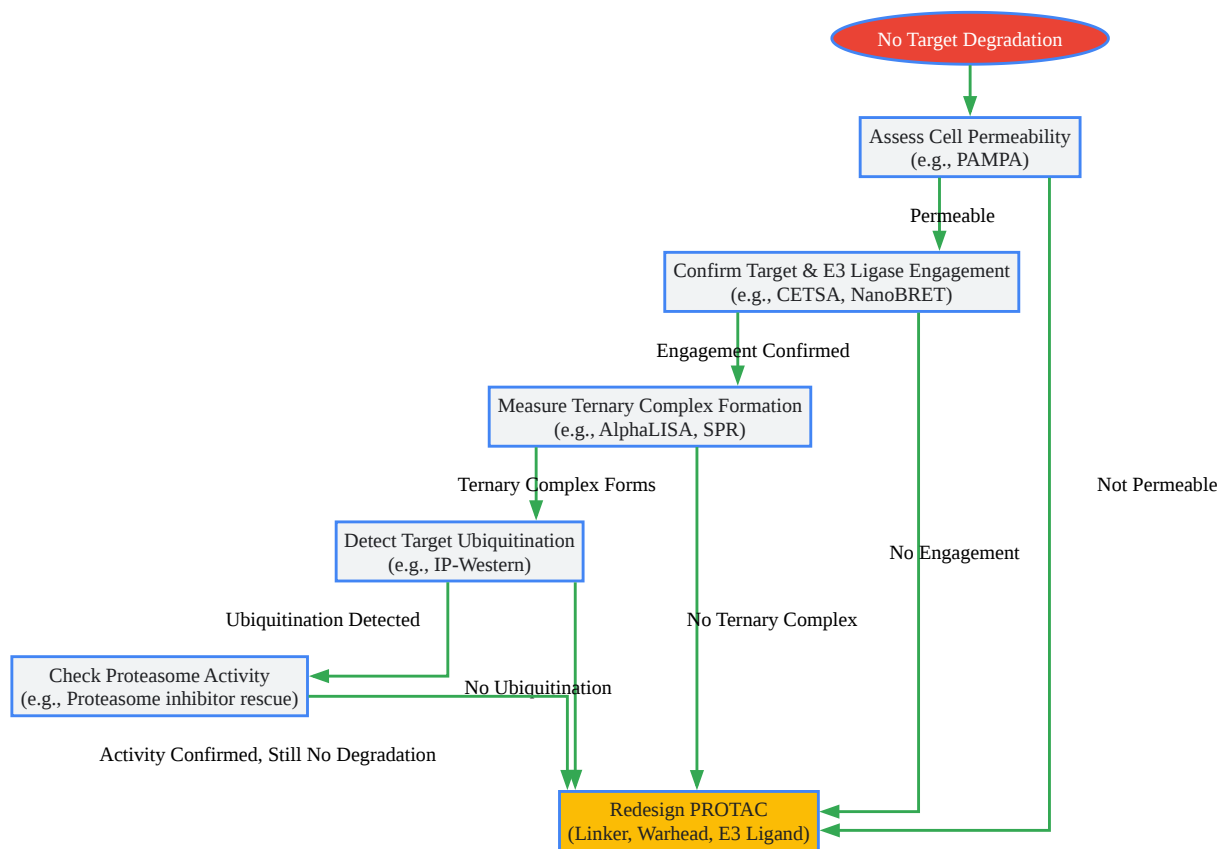 No Target Degradation
Assess Cell Permeability
(e.g., PAMPA)
Permeable
Confirm Target & E3 Ligase Engagement
(e.g., CETSA, NanoBRET)
Engagement Confirmed
Measure Ternary Complex Formation
(e.g., AlphaLISA, SPR)
Ternary Complex Forms
Not Permeable
Detect Target Ubiquitination
(e.g., IP-Western)
No Engagement
Ubiquitination Detected
No Ternary Complex
Check Proteasome Activity
(e.g., Proteasome inhibitor rescue)
No Ubiquitination
Activity Confirmed, Still No Degradation
Redesign PROTAC
(Linker, Warhead, E3 Ligand)